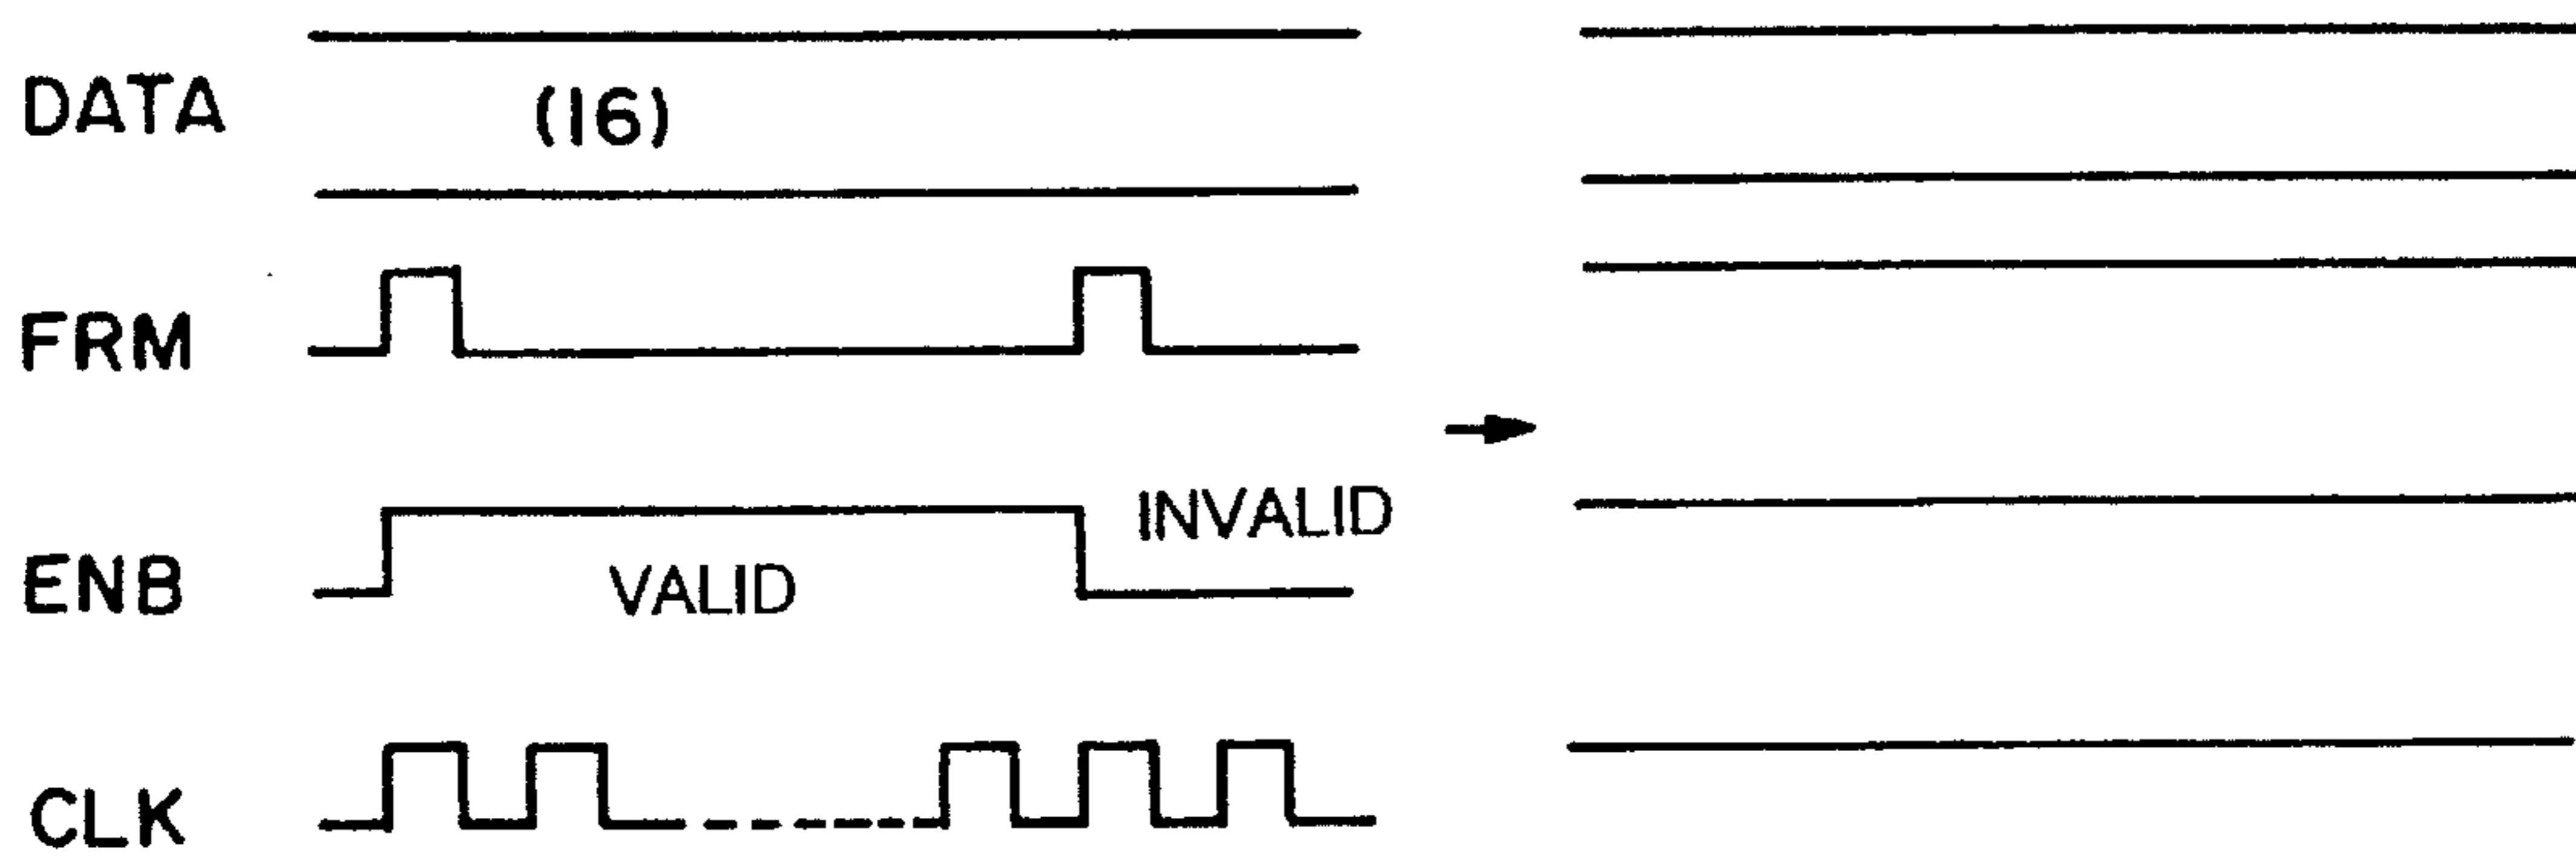 DATA (16)
FRM
INVALID
ENB VALID
CLK